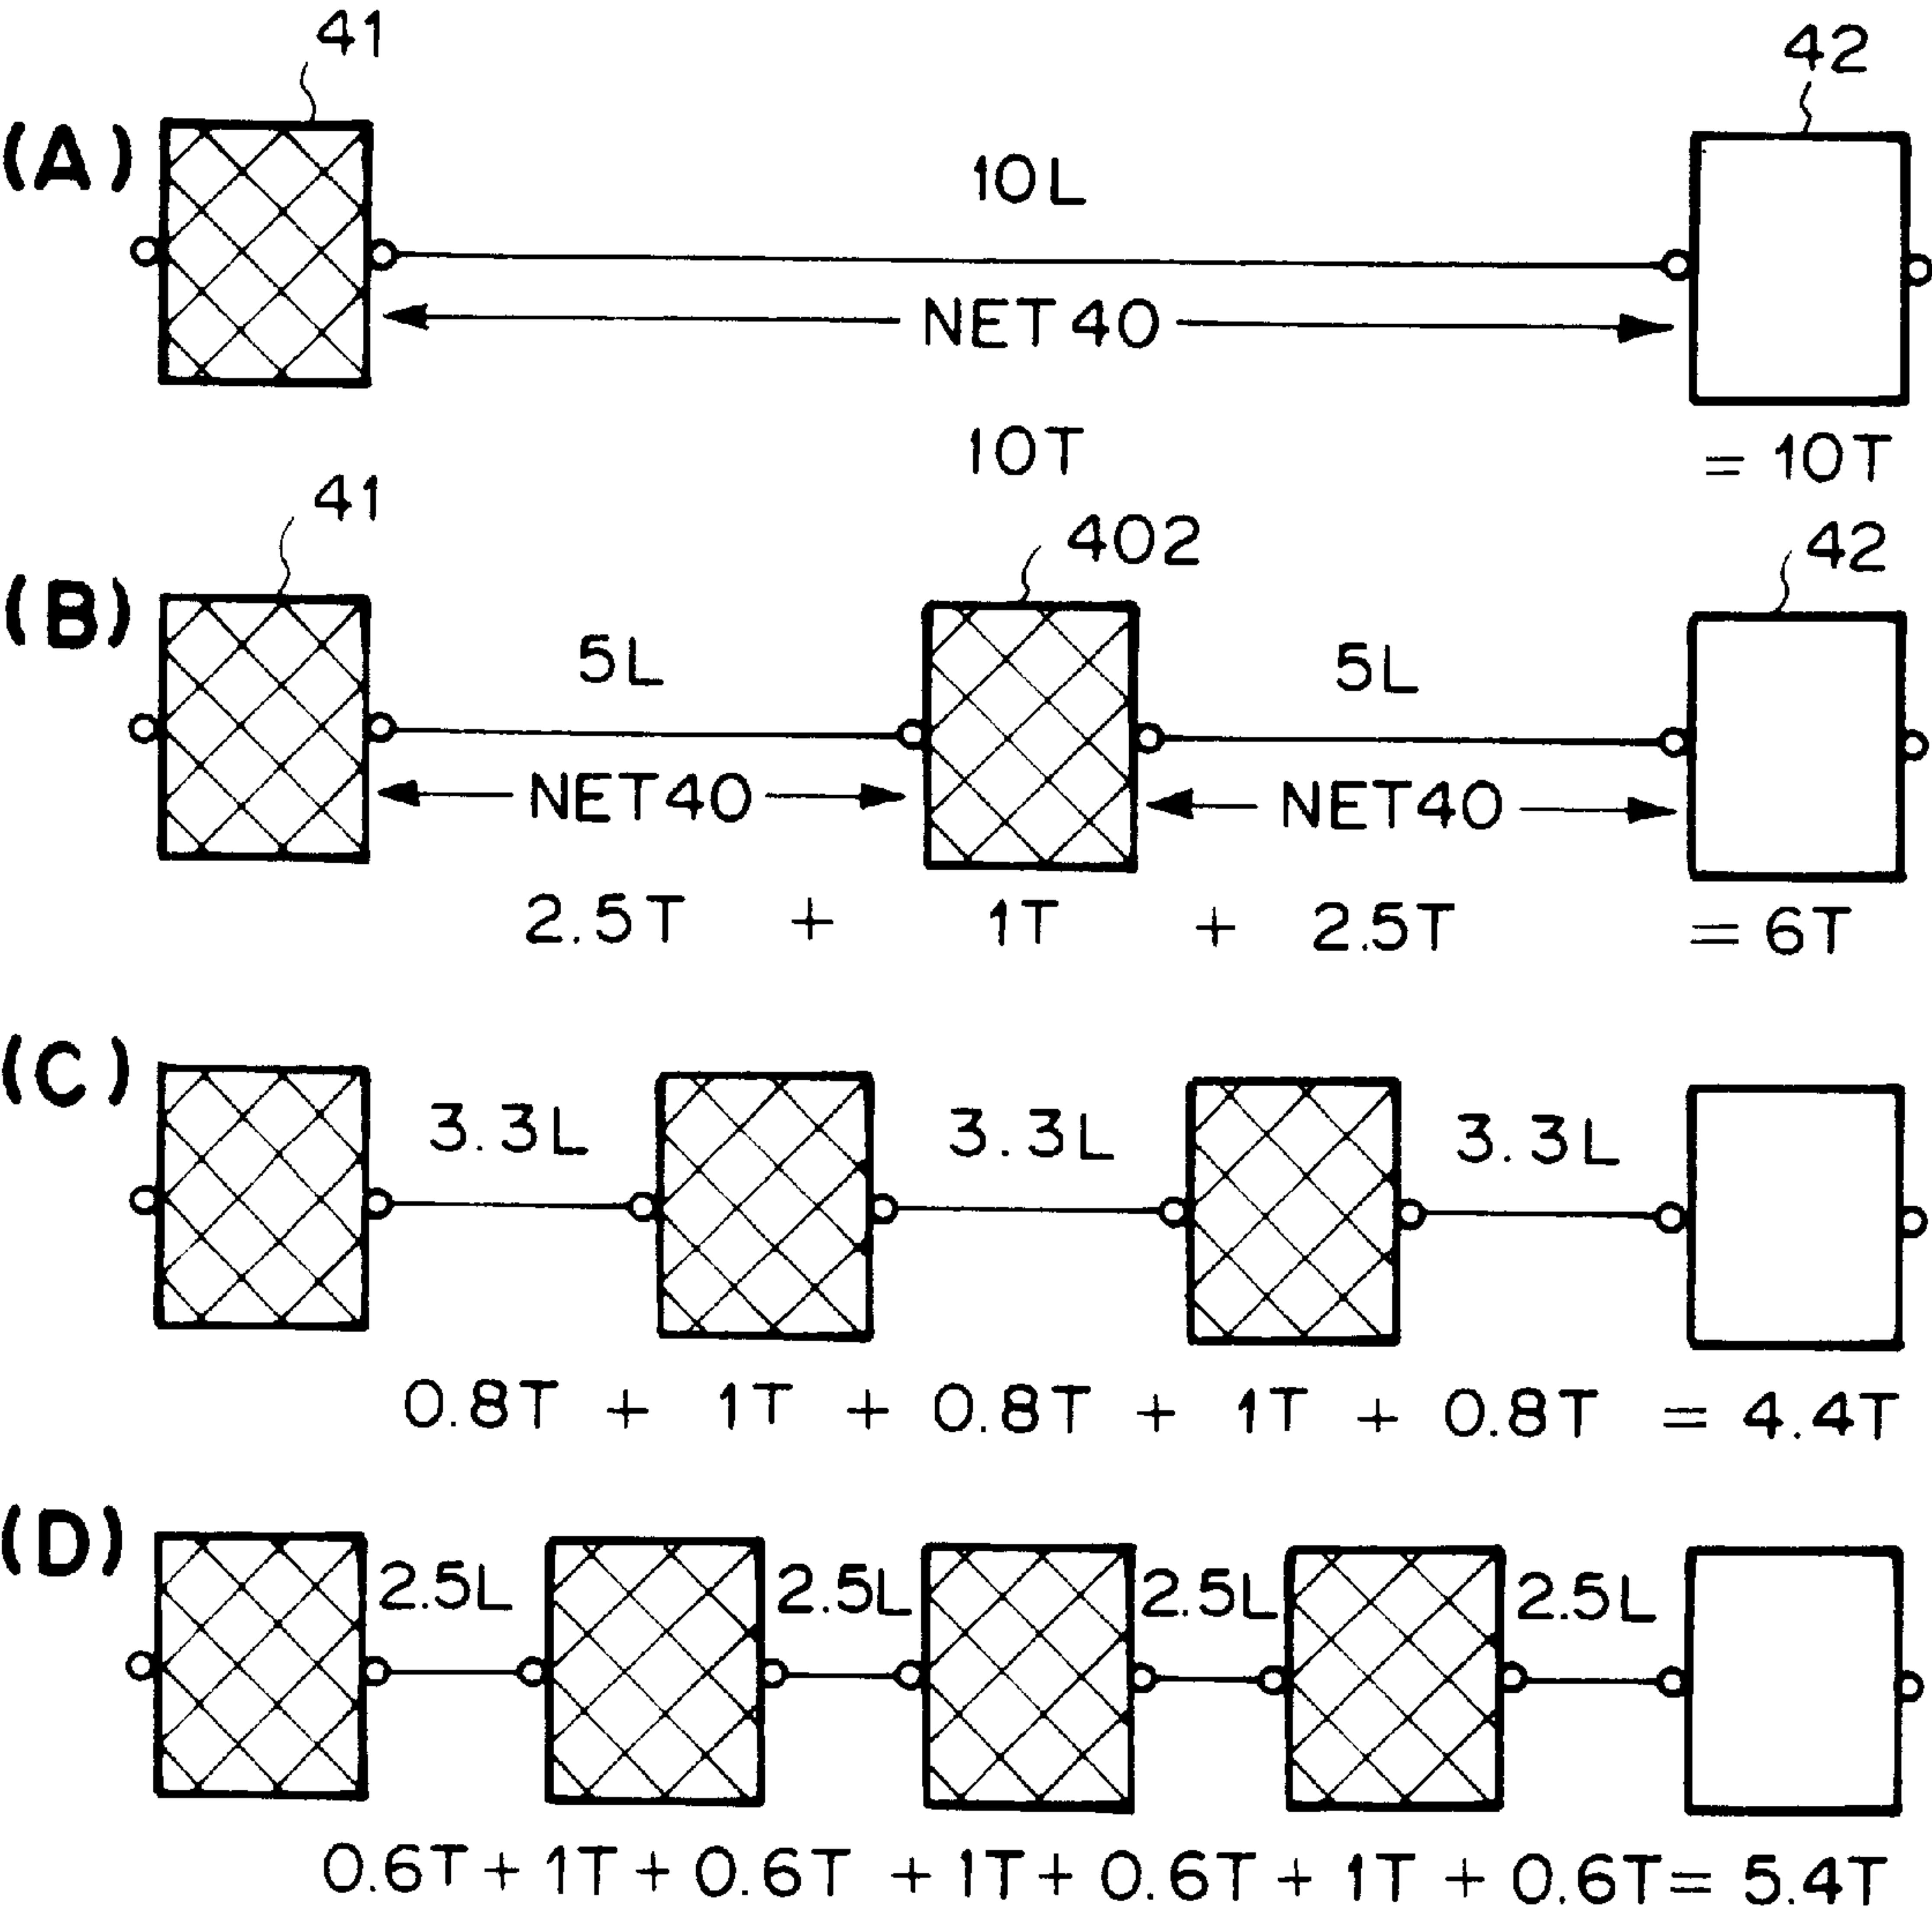 41 42
(A) 10L
NET40
10T = 10T
41 402 42
(B) 5L 5L
NET40 NET40
2.5T + 1T + 2.5T = 6T
(C) 3.3L 3.3L 3.3L
0.8T + 1T + 0.8T + 1T + 0.8T = 4.4T
(D) 2.5L 2.5L 2.5L 2.5L
0.6T + 1T + 0.6T + 1T + 0.6T + 1T + 0.6T = 5.4T